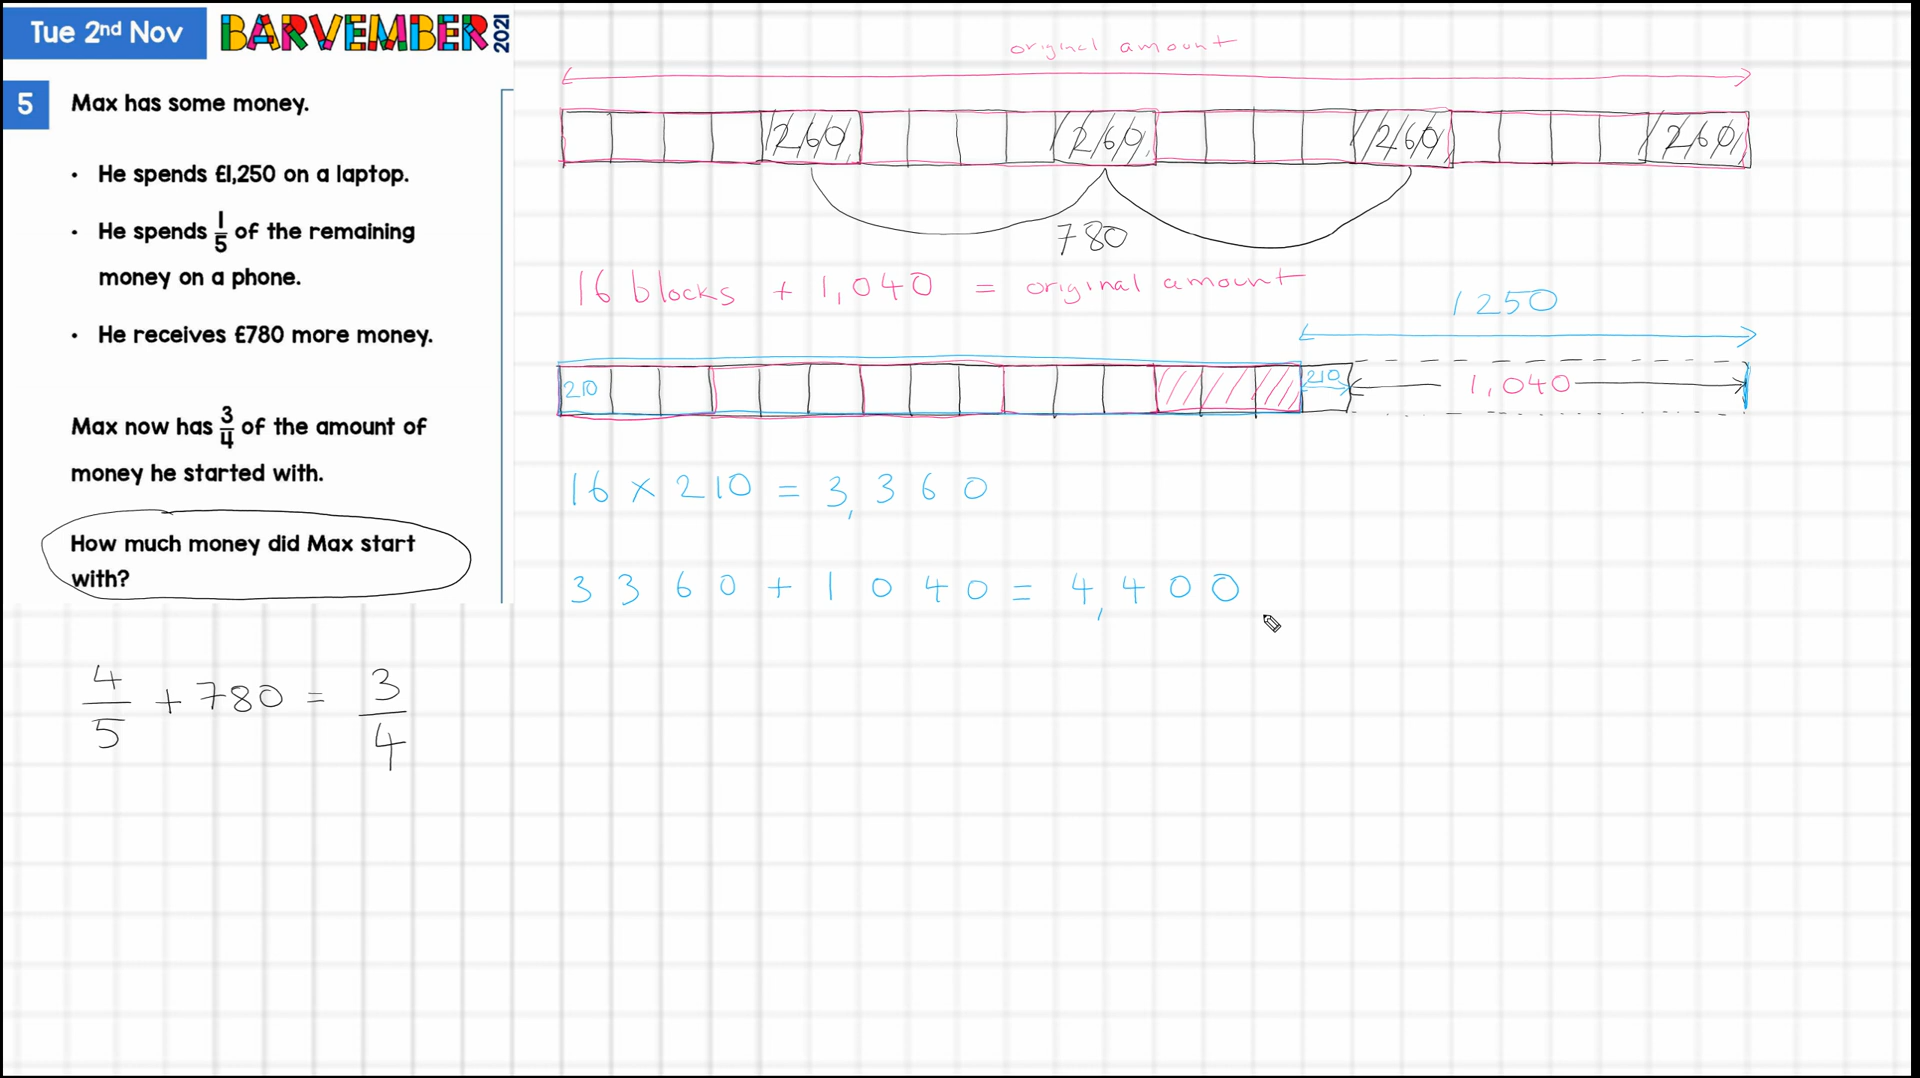 Tue 2nd Nov
BARVEMBER 2021
5
Max has some money.
• He spends £1,250 on a laptop.
• He spends 1/5 of the remaining
money on a phone.
• He receives £780 more money.
Max now has 3/4 of the amount of
money he started with.
How much money did Max start
with?
4/5 + 780 = 3/4
original amount
260 260 260 260
780
16 blocks + 1,040 = original amount
1250
210 210 1,040
16 × 210 = 3,360
3360 + 1040 = 4,400